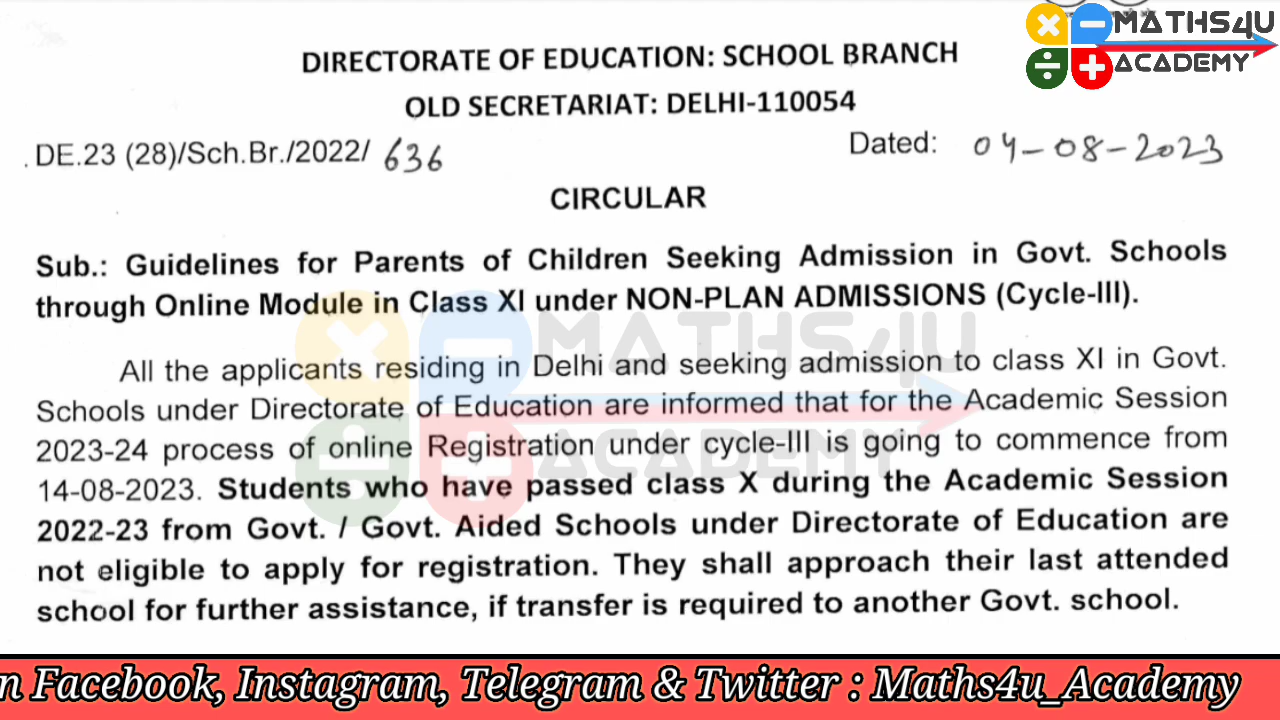 MATHS4U
ACADEMY
DIRECTORATE OF EDUCATION: SCHOOL BRANCH
OLD SECRETARIAT: DELHI-110054
.DE.23 (28)/Sch.Br./2022/ 636 Dated: 04-08-2023
CIRCULAR
Sub.: Guidelines for Parents of Children Seeking Admission in Govt. Schools
through Online Module in Class XI under NON-PLAN ADMISSIONS (Cycle-III).
MATHS4U
ACADEMY
All the applicants residing in Delhi and seeking admission to class XI in Govt.
Schools under Directorate of Education are informed that for the Academic Session
2023-24 process of online Registration under cycle-III is going to commence from
14-08-2023. Students who have passed class X during the Academic Session
2022-23 from Govt. / Govt. Aided Schools under Directorate of Education are
not eligible to apply for registration. They shall approach their last attended
school for further assistance, if transfer is required to another Govt. school.
n Facebook, Instagram, Telegram & Twitter : Maths4u_Academy